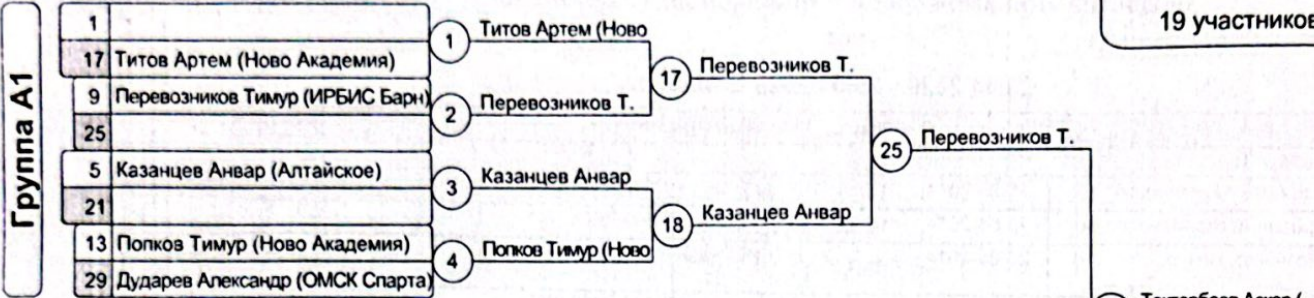 19 участников
Группа А1
1
17 Титов Артем (Ново Академия)
9 Перевозников Тимур (ИРБИС Барн)
25
5 Казанцев Анвар (Алтайское)
21
13 Попков Тимур (Ново Академия)
29 Дударев Александр (ОМСК Спарта)
1 Титов Артем (Ново
2 Перевозников Т.
3 Казанцев Анвар
4 Попков Тимур (Ново
17 Перевозников Т.
18 Казанцев Анвар
25 Перевозников Т.